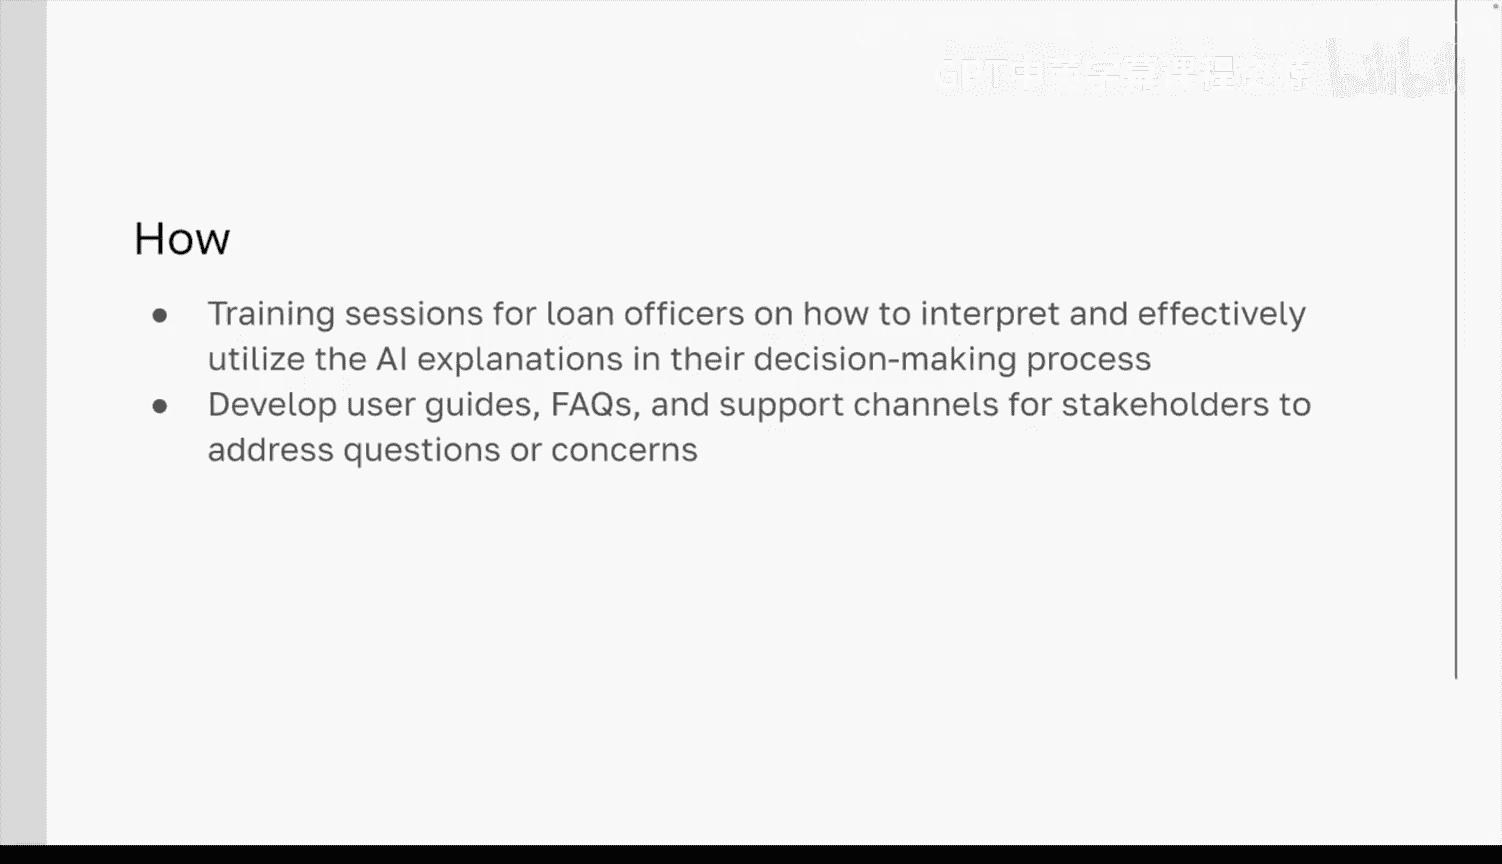 How
● Training sessions for loan officers on how to interpret and effectively
utilize the AI explanations in their decision-making process
● Develop user guides, FAQs, and support channels for stakeholders to
address questions or concerns